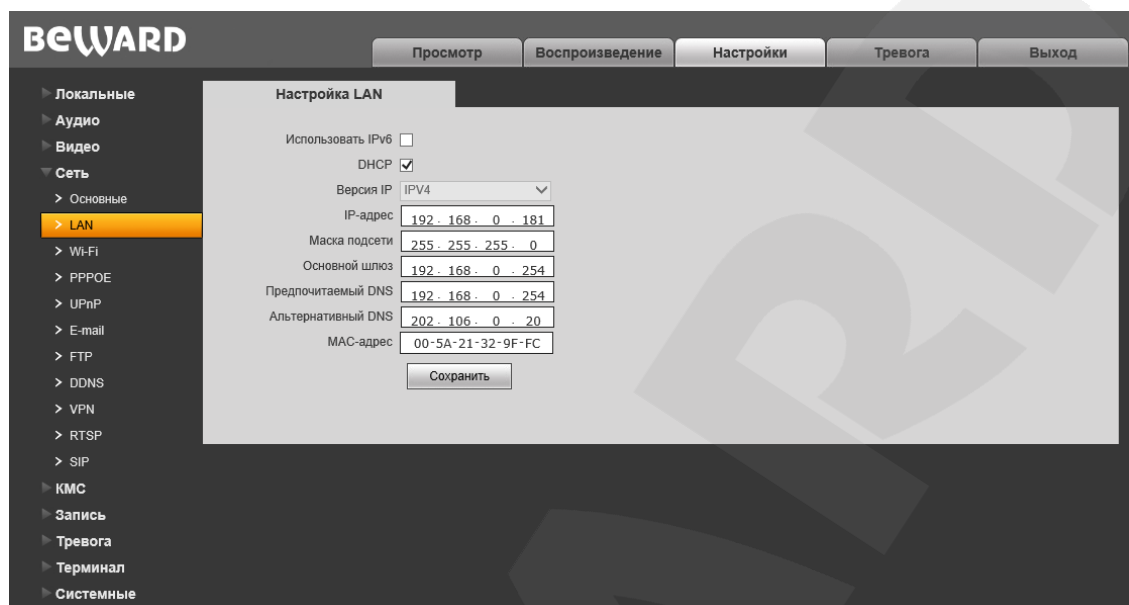 BEWARD
Просмотр
Воспроизведение
Настройки
Тревога
Выход
Локальные
Аудио
Видео
Сеть
Основные
LAN
Wi-Fi
PPPOE
UPnP
E-mail
FTP
DDNS
VPN
RTSP
SIP
КМС
Запись
Тревога
Терминал
Системные
Настройка LAN
Использовать IPv6
DHCP
Версия IP IPV4
IP-адрес 192 . 168 . 0 . 181
Маска подсети 255 . 255 . 255 . 0
Основной шлюз 192 . 168 . 0 . 254
Предпочитаемый DNS 192 . 168 . 0 . 254
Альтернативный DNS 202 . 106 . 0 . 20
MAC-адрес 00-5A-21-32-9F-FC
Сохранить